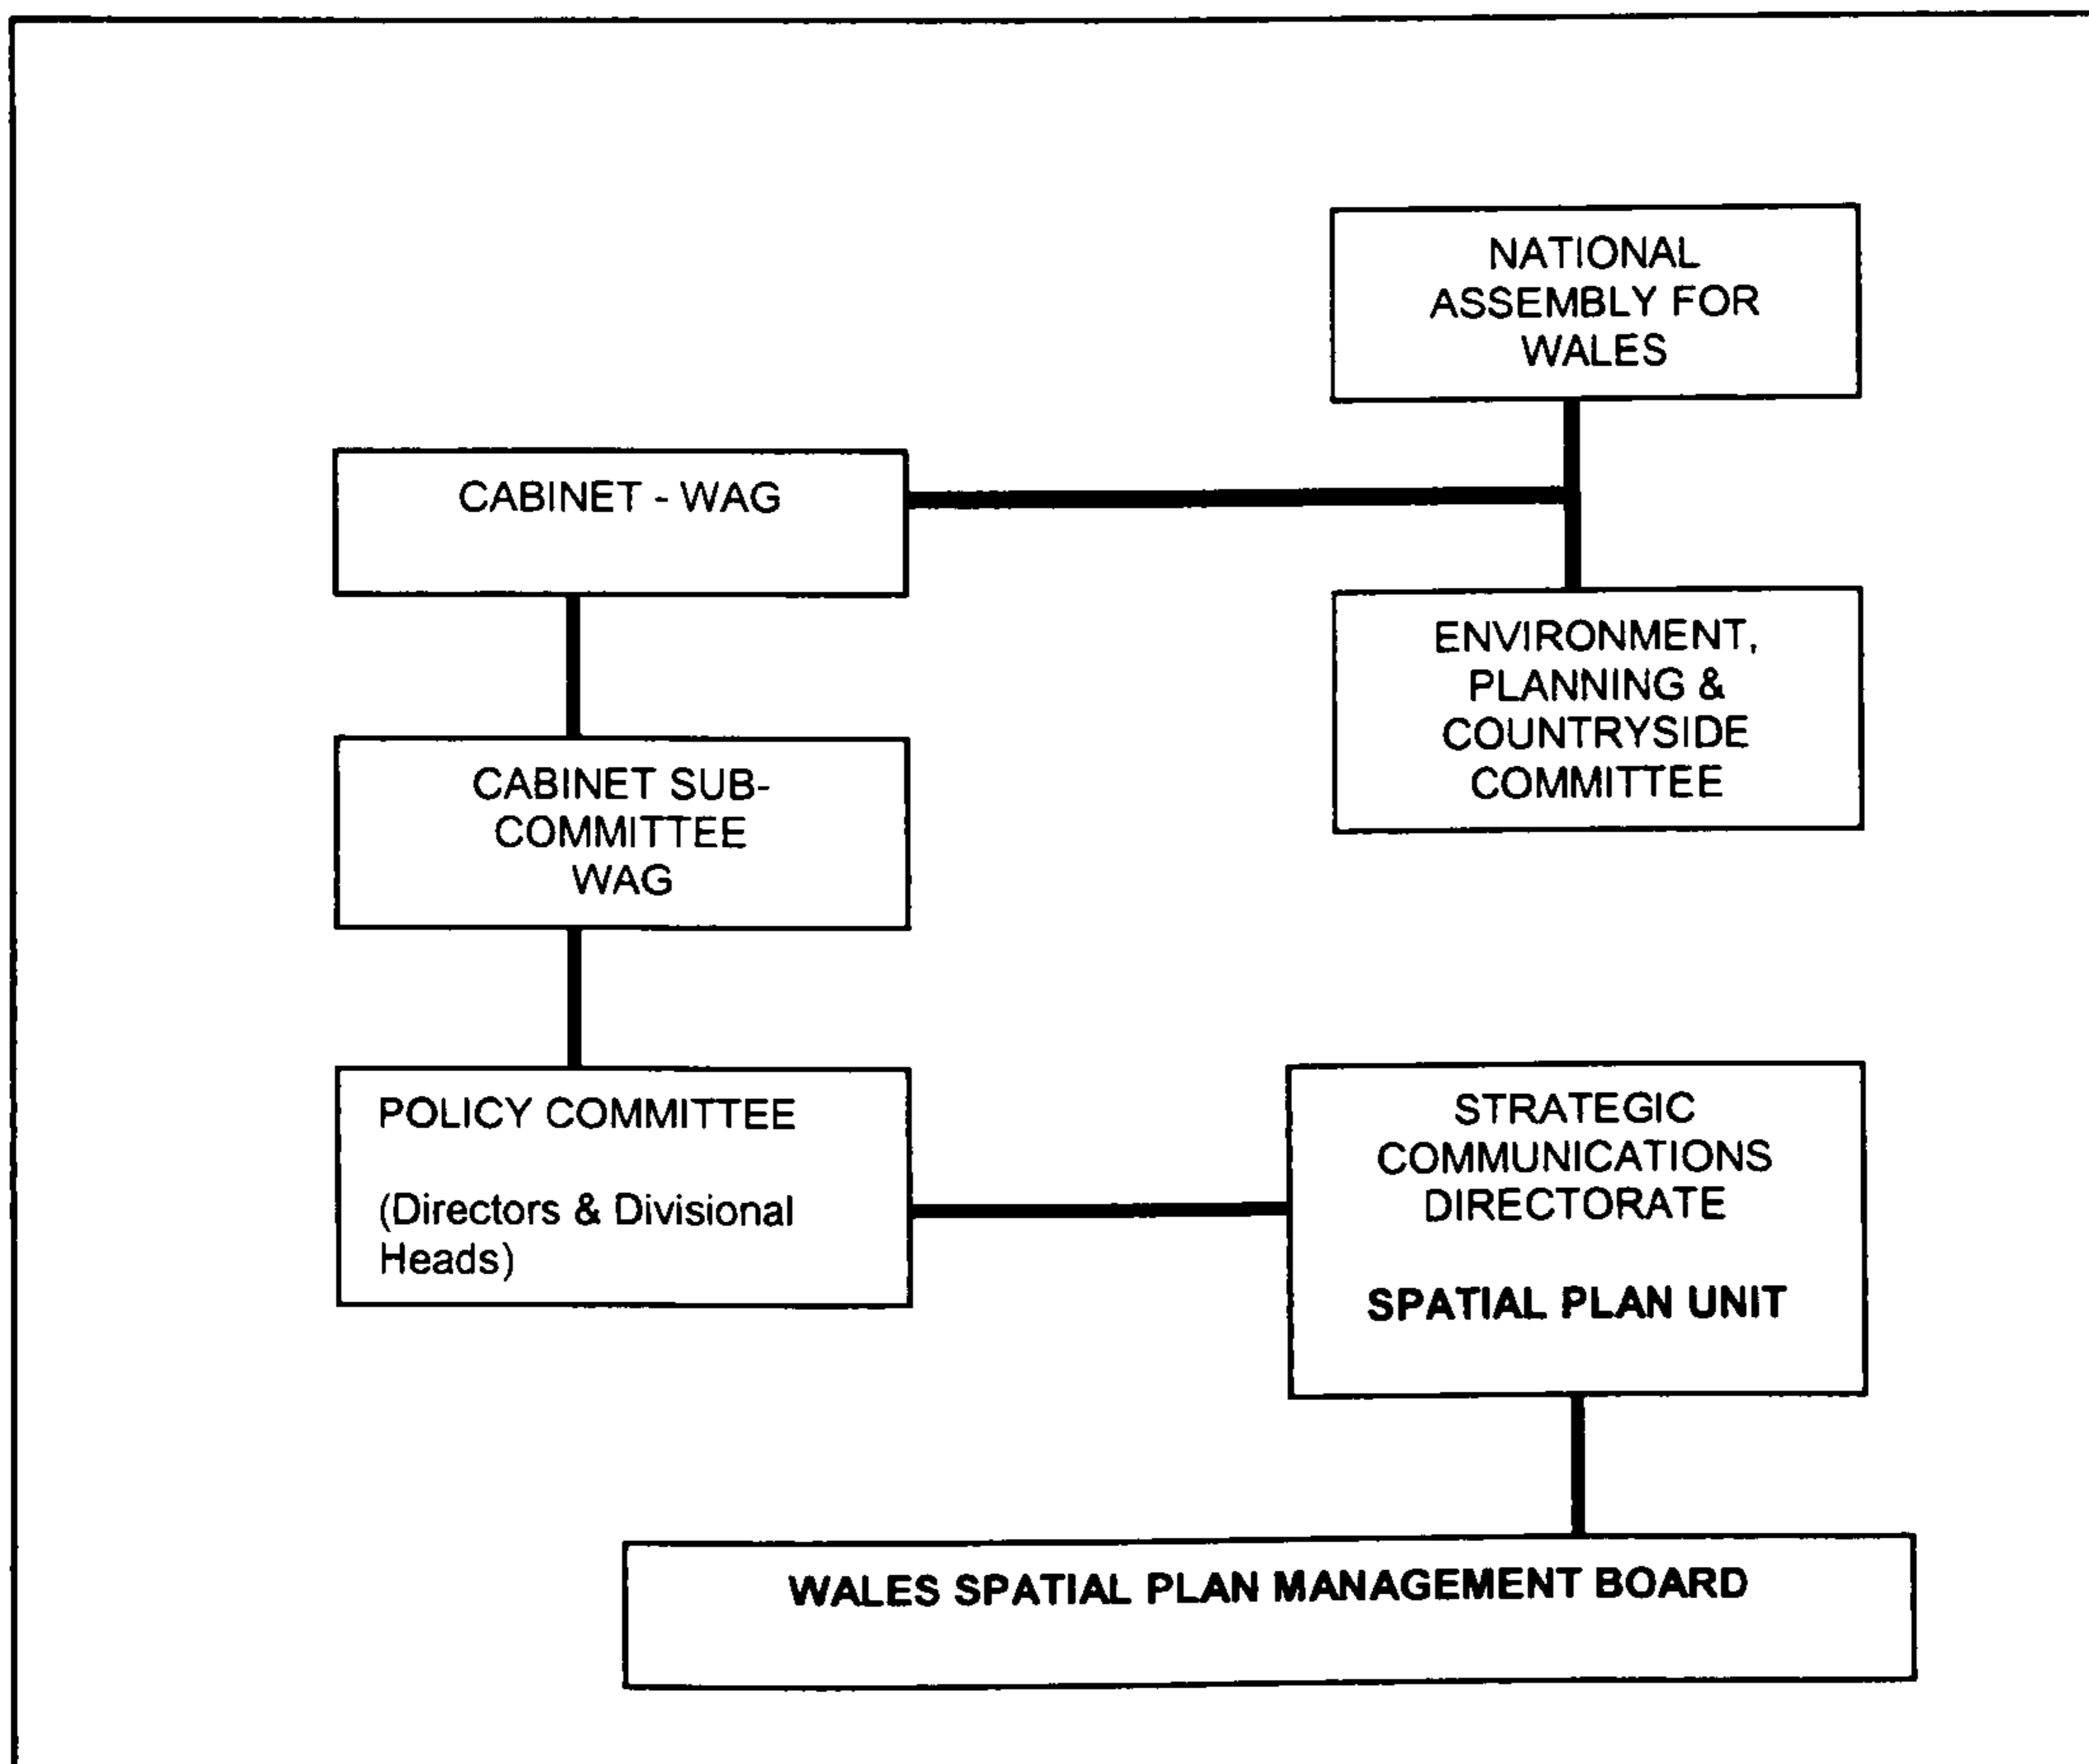 NATIONAL
ASSEMBLY FOR
WALES
CABINET - WAG
ENVIRONMENT,
PLANNING &
COUNTRYSIDE
COMMITTEE
CABINET SUB-
COMMITTEE
WAG
POLICY COMMITTEE
(Directors & Divisional
Heads)
STRATEGIC
COMMUNICATIONS
DIRECTORATE
SPATIAL PLAN UNIT
WALES SPATIAL PLAN MANAGEMENT BOARD